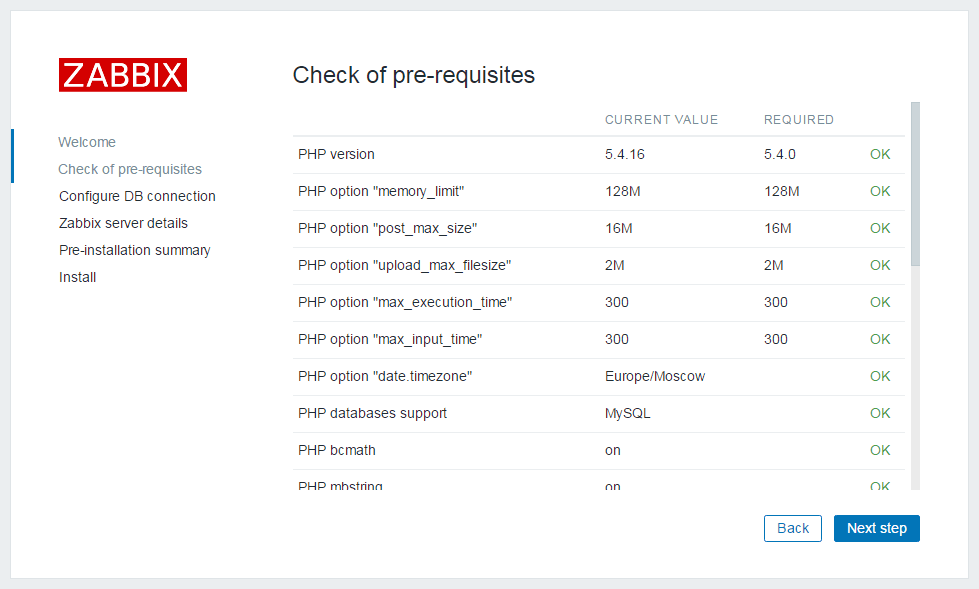 ZABBIX
Welcome
Check of pre-requisites
Configure DB connection
Zabbix server details
Pre-installation summary
Install
Check of pre-requisites
CURRENT VALUE REQUIRED
PHP version 5.4.16 5.4.0 OK
PHP option "memory_limit" 128M 128M OK
PHP option "post_max_size" 16M 16M OK
PHP option "upload_max_filesize" 2M 2M OK
PHP option "max_execution_time" 300 300 OK
PHP option "max_input_time" 300 300 OK
PHP option "date.timezone" Europe/Moscow OK
PHP databases support MySQL OK
PHP bcmath on OK
PHP mbstring on OK
Back Next step